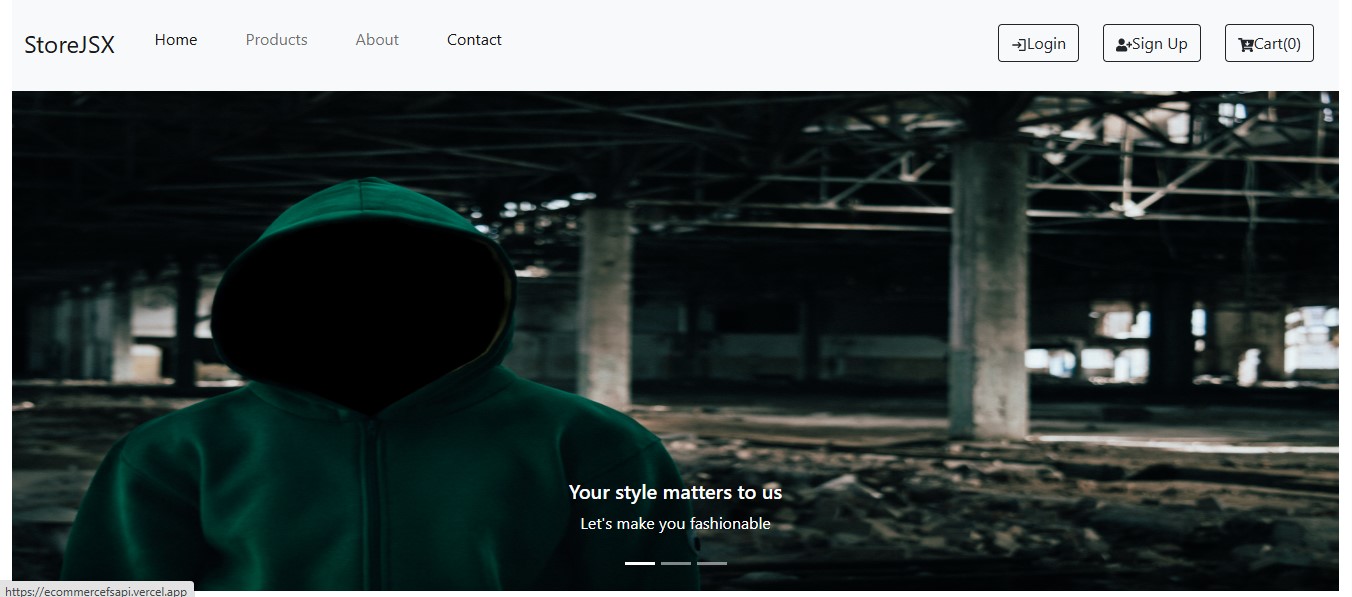 StoreJSX
Home
Products
About
Contact
Login
Sign Up
Cart(0)
Your style matters to us
Let's make you fashionable
https://ecommercefsapi.vercel.app